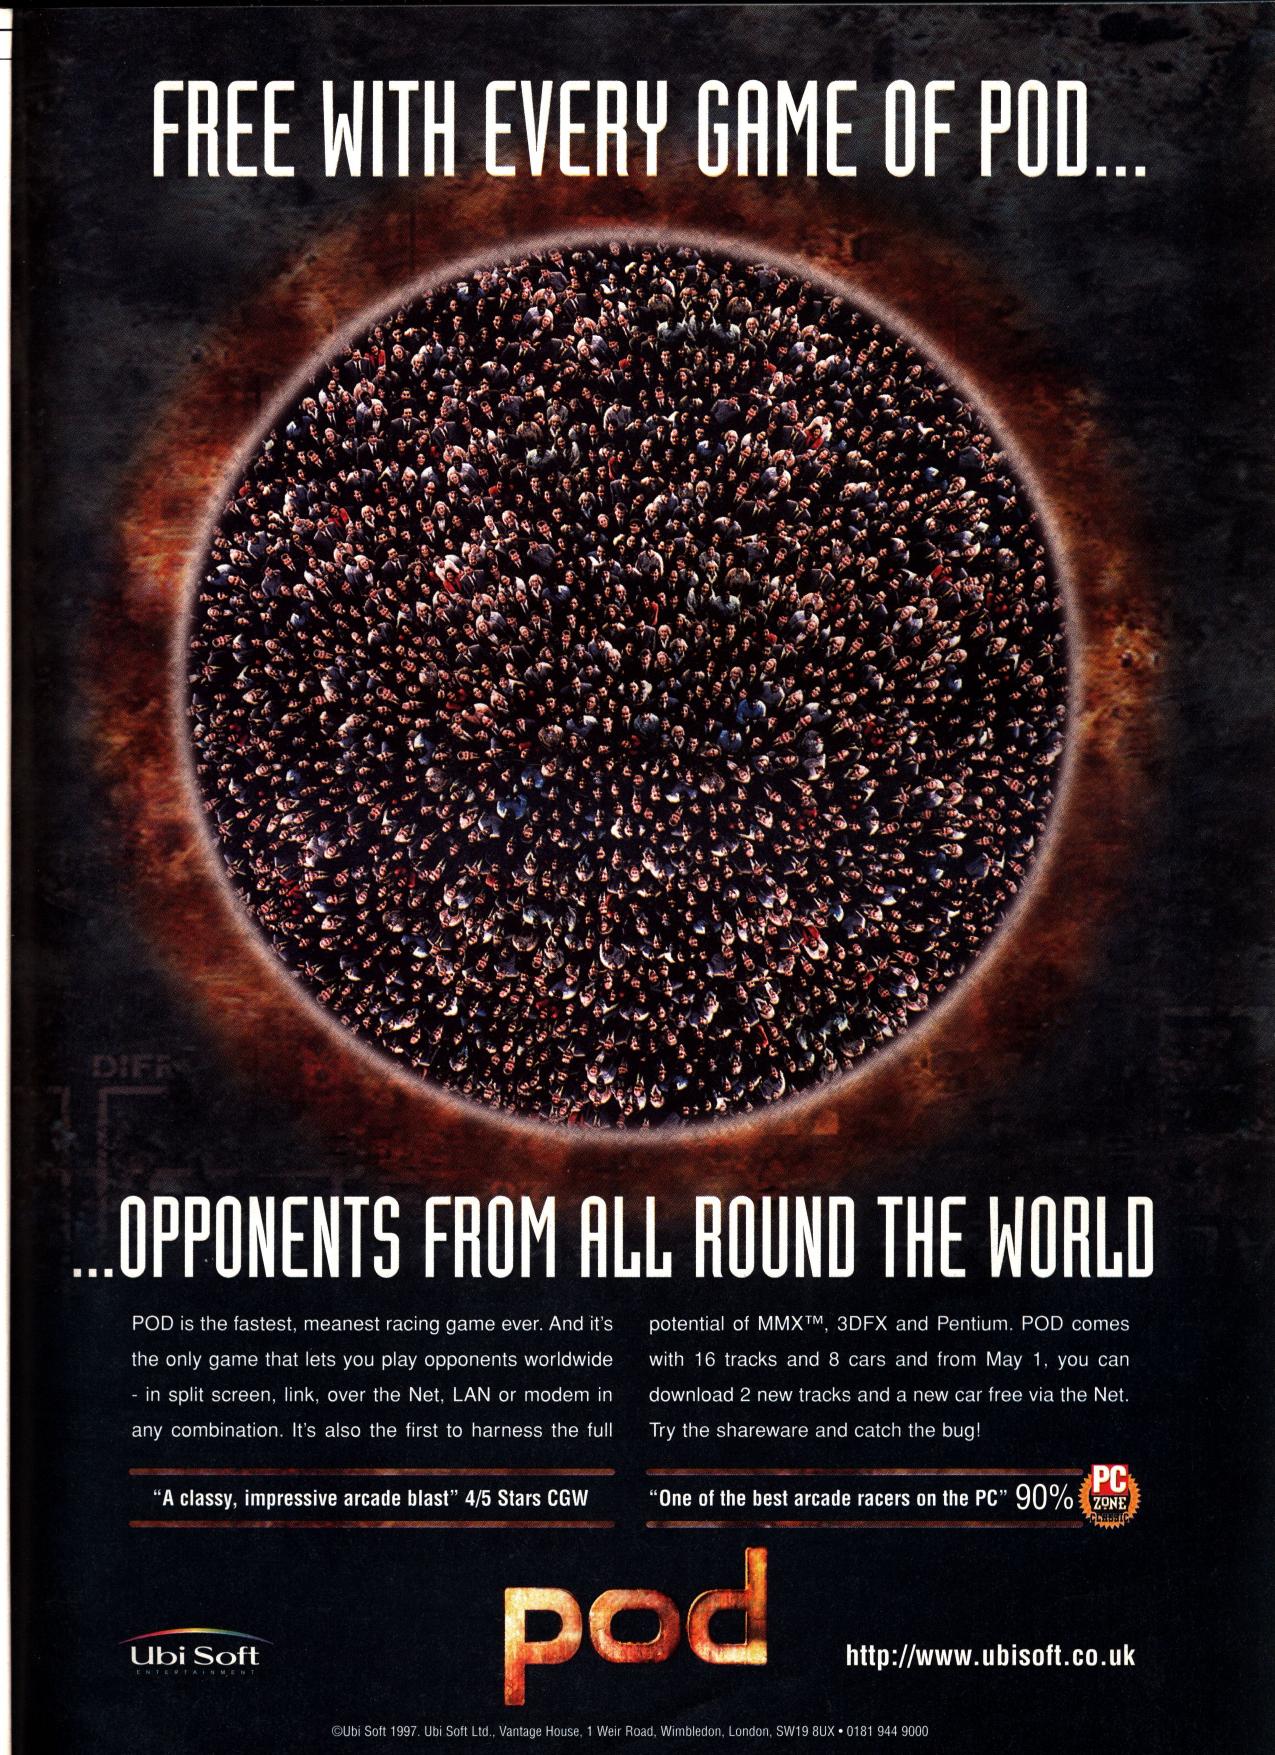 FREE WITH EVERY GAME OF POD...
DIFF
...OPPONENTS FROM ALL ROUND THE WORLD
POD is the fastest, meanest racing game ever. And it's
the only game that lets you play opponents worldwide
- in split screen, link, over the Net, LAN or modem in
any combination. It's also the first to harness the full
potential of MMX™, 3DFX and Pentium. POD comes
with 16 tracks and 8 cars and from May 1, you can
download 2 new tracks and a new car free via the Net.
Try the shareware and catch the bug!
“A classy, impressive arcade blast” 4/5 Stars CGW
“One of the best arcade racers on the PC” 90%
PC
ZONE
CLASSIC
pod
Ubi Soft
ENTERTAINMENT
http://www.ubisoft.co.uk
©Ubi Soft 1997. Ubi Soft Ltd., Vantage House, 1 Weir Road, Wimbledon, London, SW19 8UX • 0181 944 9000